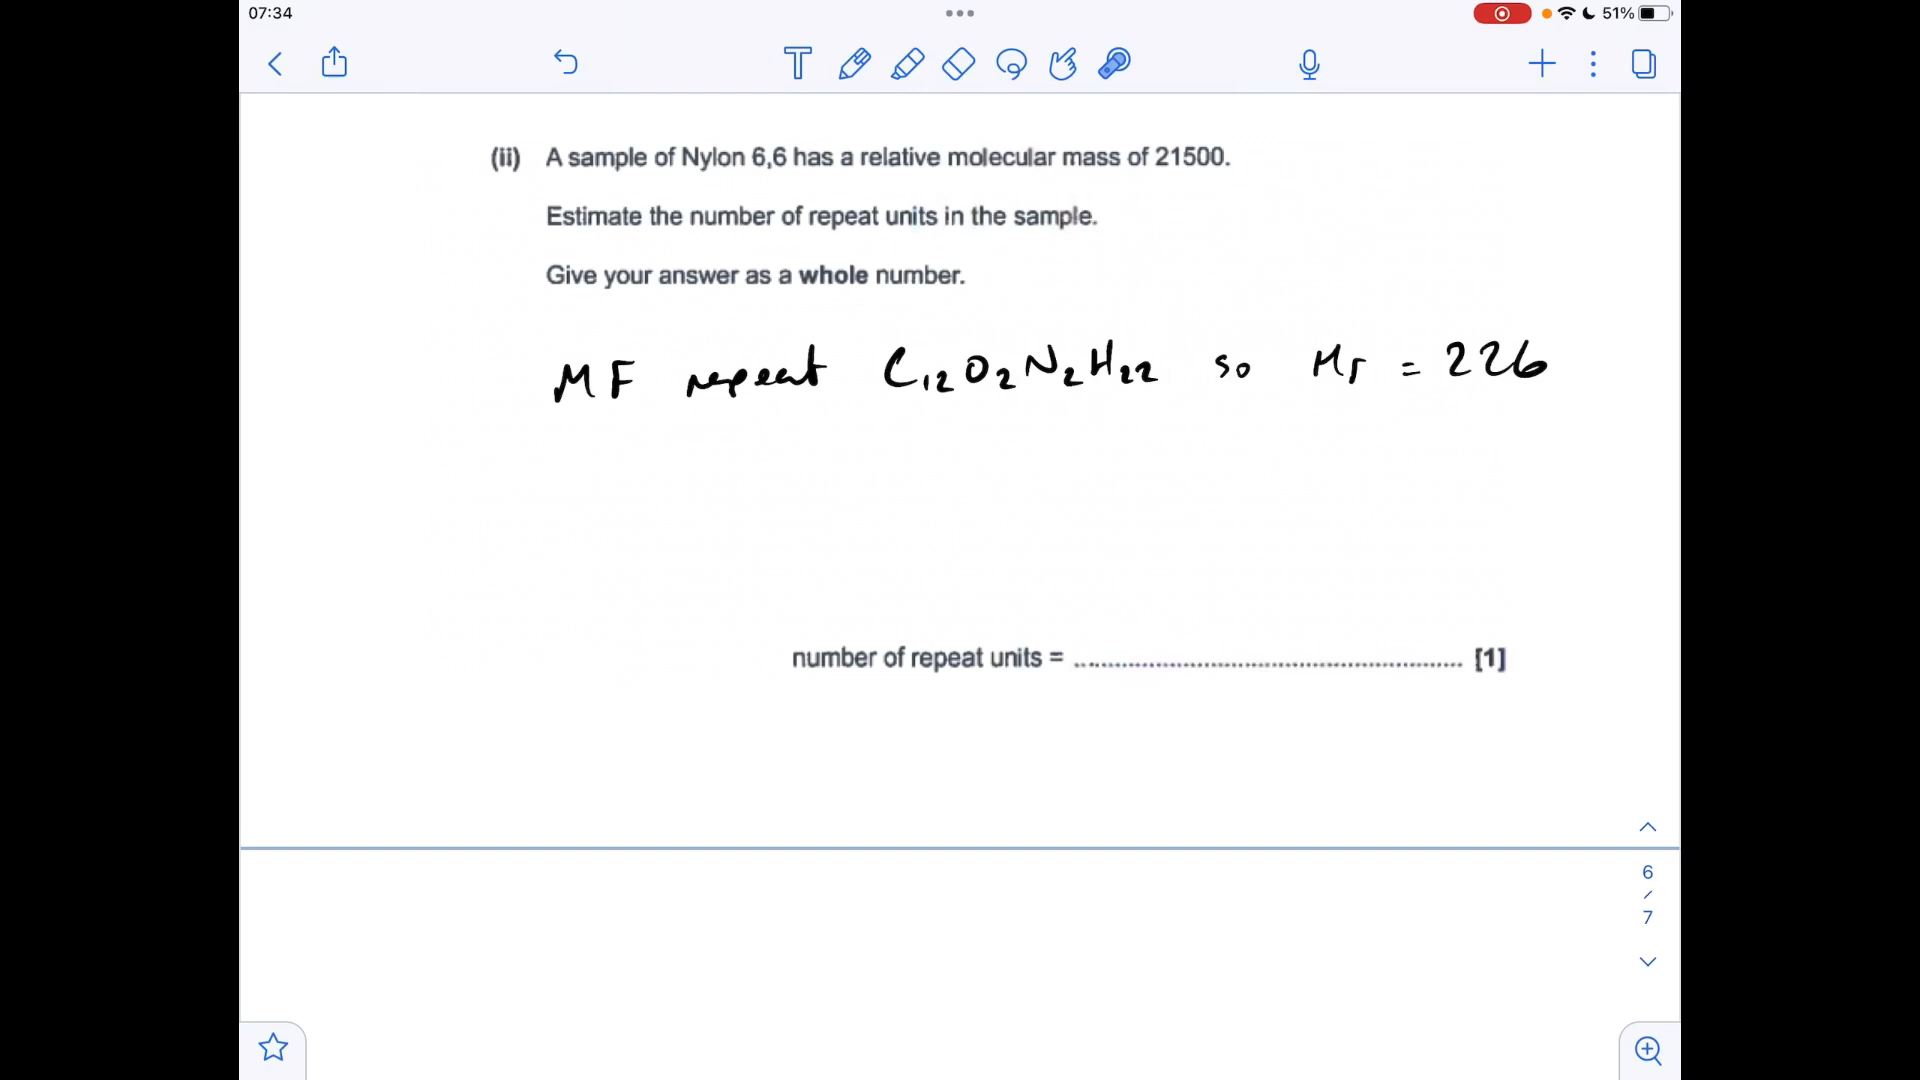 07:34
51%
(ii) A sample of Nylon 6,6 has a relative molecular mass of 21500.
Estimate the number of repeat units in the sample.
Give your answer as a whole number.
MF repeat C₁₂O₂N₂H₂₂ so Mr = 226
number of repeat units = ................................................................ [1]
6
/
7